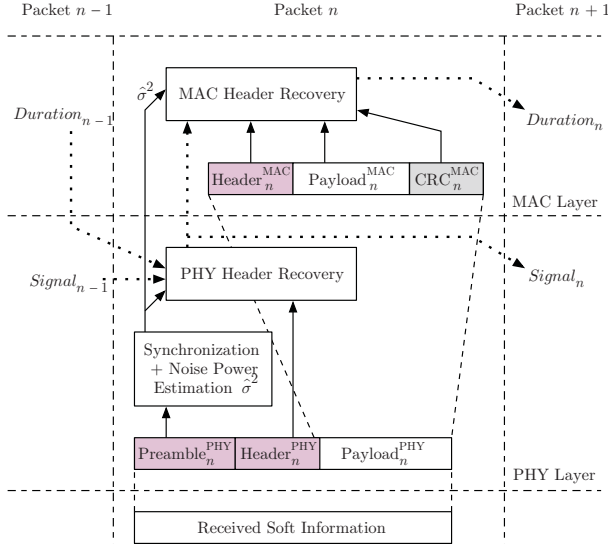 Packet n − 1 Packet n Packet n + 1
σ̂²
MAC Header Recovery
Duration_{n−1}
Duration_n
Header_n^{MAC} Payload_n^{MAC} CRC_n^{MAC}
MAC Layer
PHY Header Recovery
Signal_{n−1}
Signal_n
Synchronization
+ Noise Power
Estimation σ̂²
Preamble_n^{PHY} Header_n^{PHY} Payload_n^{PHY}
PHY Layer
Received Soft Information